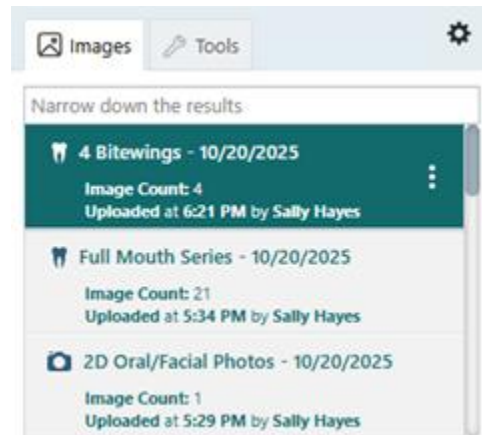 Images Tools
Narrow down the results
4 Bitewings - 10/20/2025
Image Count: 4
Uploaded at 6:21 PM by Sally Hayes
Full Mouth Series - 10/20/2025
Image Count: 21
Uploaded at 5:34 PM by Sally Hayes
2D Oral/Facial Photos - 10/20/2025
Image Count: 1
Uploaded at 5:29 PM by Sally Hayes